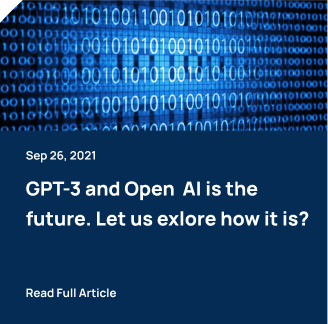 Sep 26, 2021
GPT-3 and Open  AI is the
future. Let us exlore how it is?
Read Full Article